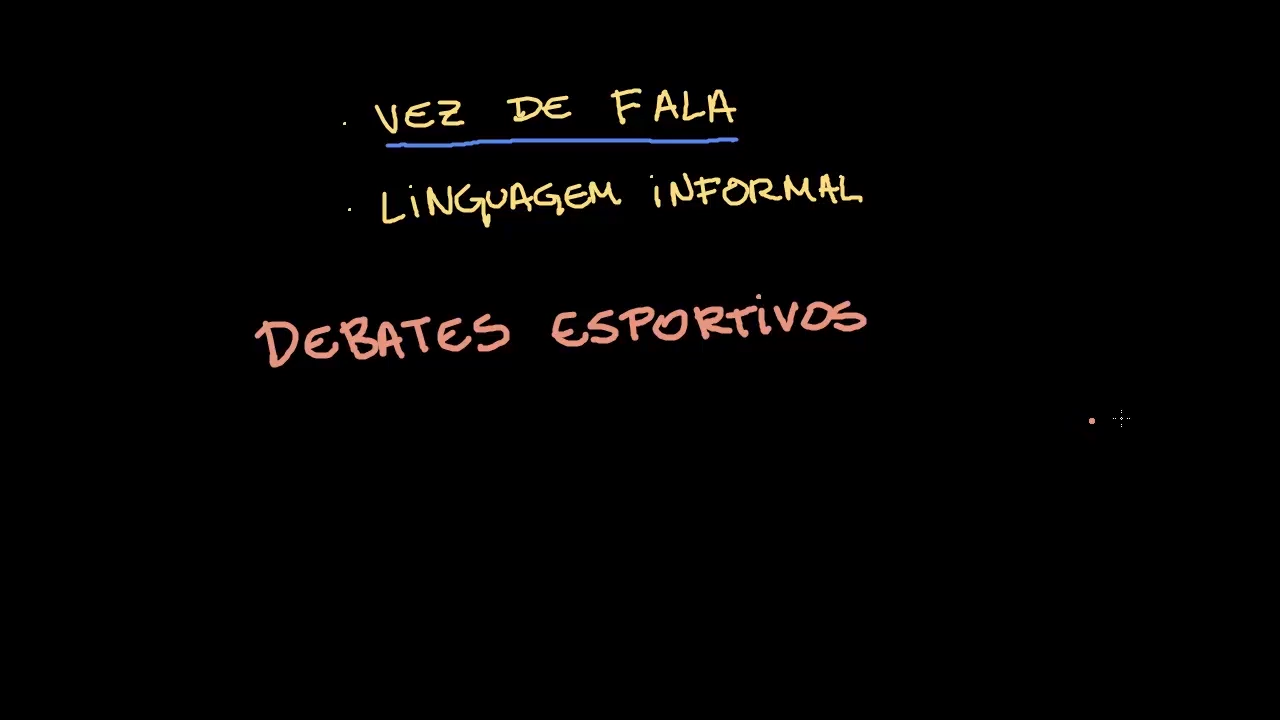 · VEZ DE FALA
· LINGUAGEM INFORMAL
DEBATES ESPORTIVOS